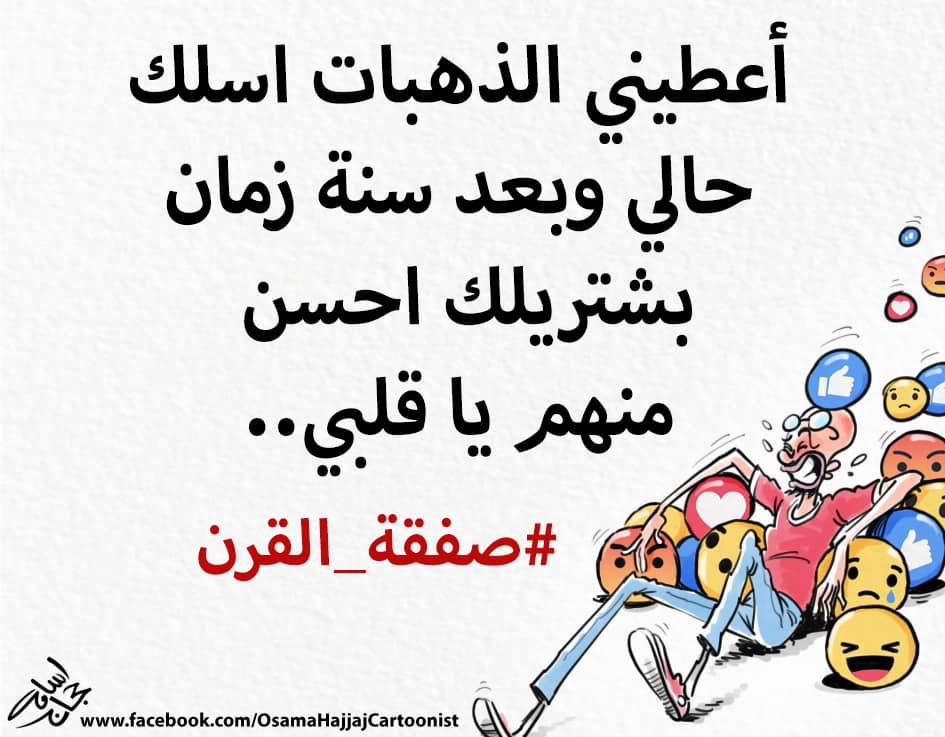 أعطيني الذهبات اسلك
حالي وبعد سنة زمان
بشتريلك احسن
منهم يا قلبي..
#صفقة_القرن
www.facebook.com/OsamaHajjajCartoonist